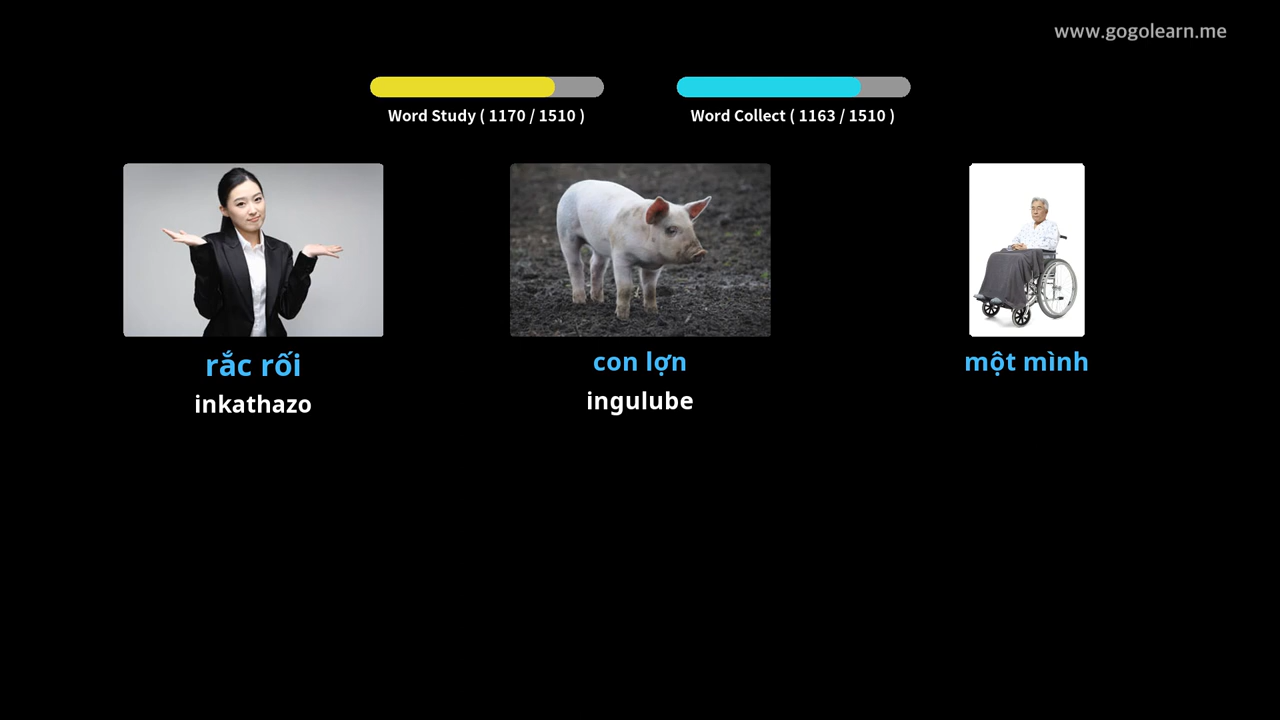 www.gogolearn.me
Word Study ( 1170 / 1510 )
Word Collect ( 1163 / 1510 )
rắc rối
inkathazo
con lợn
ingulube
một mình